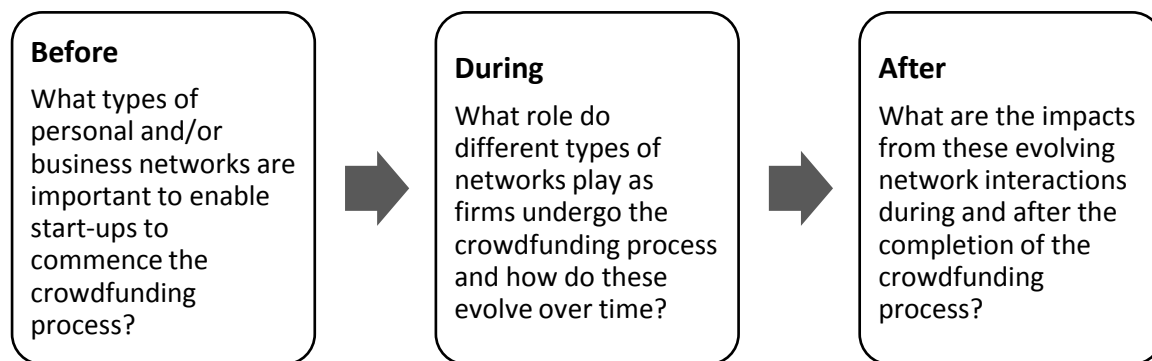 Before
What types of
personal and/or
business networks are
important to enable
start-ups to
commence the
crowdfunding
process?
During
What role do
different types of
networks play as
firms undergo the
crowdfunding process
and how do these
evolve over time?
After
What are the impacts
from these evolving
network interactions
during and after the
completion of the
crowdfunding
process?